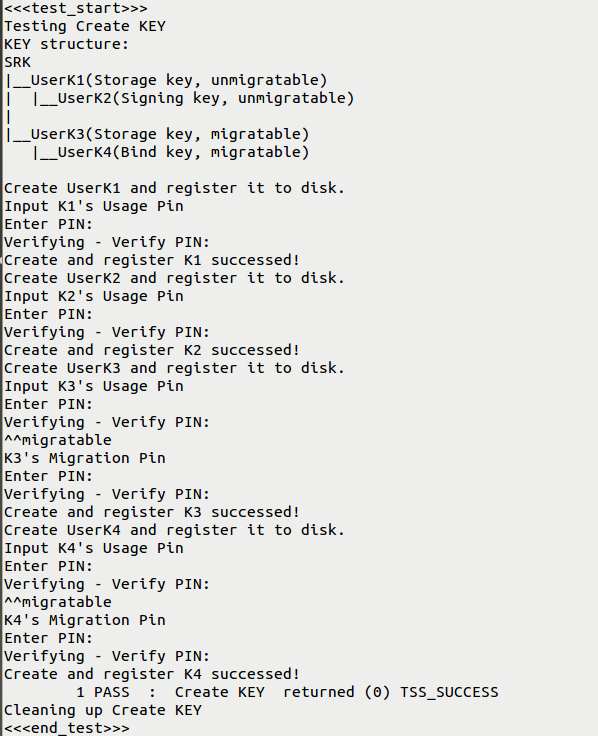 <<<test_start>>>
Testing Create KEY
KEY structure:
SRK
|__UserK1(Storage key, unmigratable)
|  |__UserK2(Signing key, unmigratable)
|
|__UserK3(Storage key, migratable)
   |__UserK4(Bind key, migratable)

Create UserK1 and register it to disk.
Input K1's Usage Pin
Enter PIN:
Verifying - Verify PIN:
Create and register K1 successed!
Create UserK2 and register it to disk.
Input K2's Usage Pin
Enter PIN:
Verifying - Verify PIN:
Create and register K2 successed!
Create UserK3 and register it to disk.
Input K3's Usage Pin
Enter PIN:
Verifying - Verify PIN:
^^migratable
K3's Migration Pin
Enter PIN:
Verifying - Verify PIN:
Create and register K3 successed!
Create UserK4 and register it to disk.
Input K4's Usage Pin
Enter PIN:
Verifying - Verify PIN:
^^migratable
K4's Migration Pin
Enter PIN:
Verifying - Verify PIN:
Create and register K4 successed!
        1 PASS  :  Create KEY  returned (0) TSS_SUCCESS
Cleaning up Create KEY
<<<end_test>>>